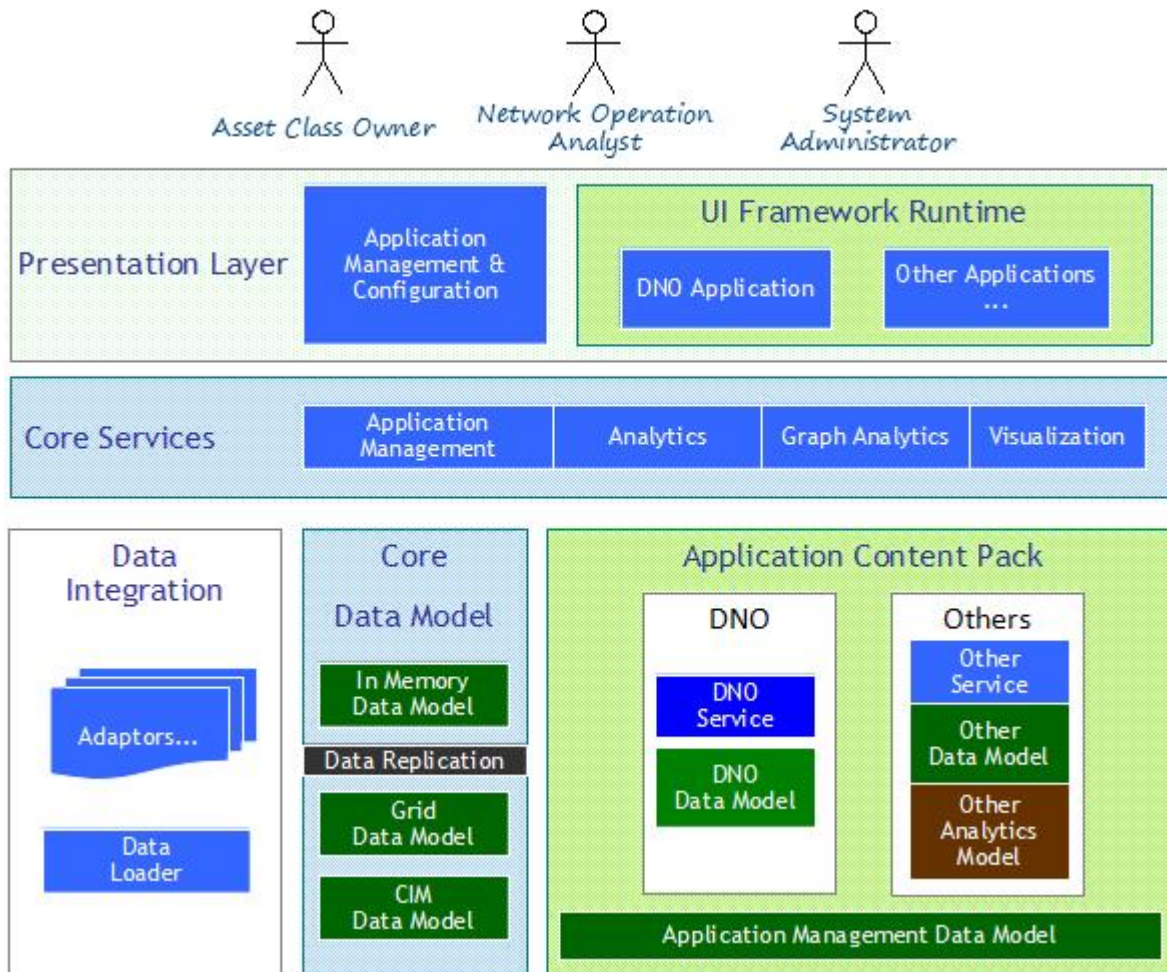 Asset Class Owner
Network Operation
Analyst
System
Administrator
Presentation Layer
Application
Management &
Configuration
UI Framework Runtime
DNO Application
Other Applications
...
Core Services
Application
Management
Analytics
Graph Analytics
Visualization
Data
Integration
Adaptors...
Data
Loader
Core
Data Model
In Memory
Data Model
Data Replication
Grid
Data Model
CIM
Data Model
Application Content Pack
DNO
DNO
Service
DNO
Data Model
Others
Other
Service
Other
Data Model
Other
Analytics
Model
Application Management Data Model